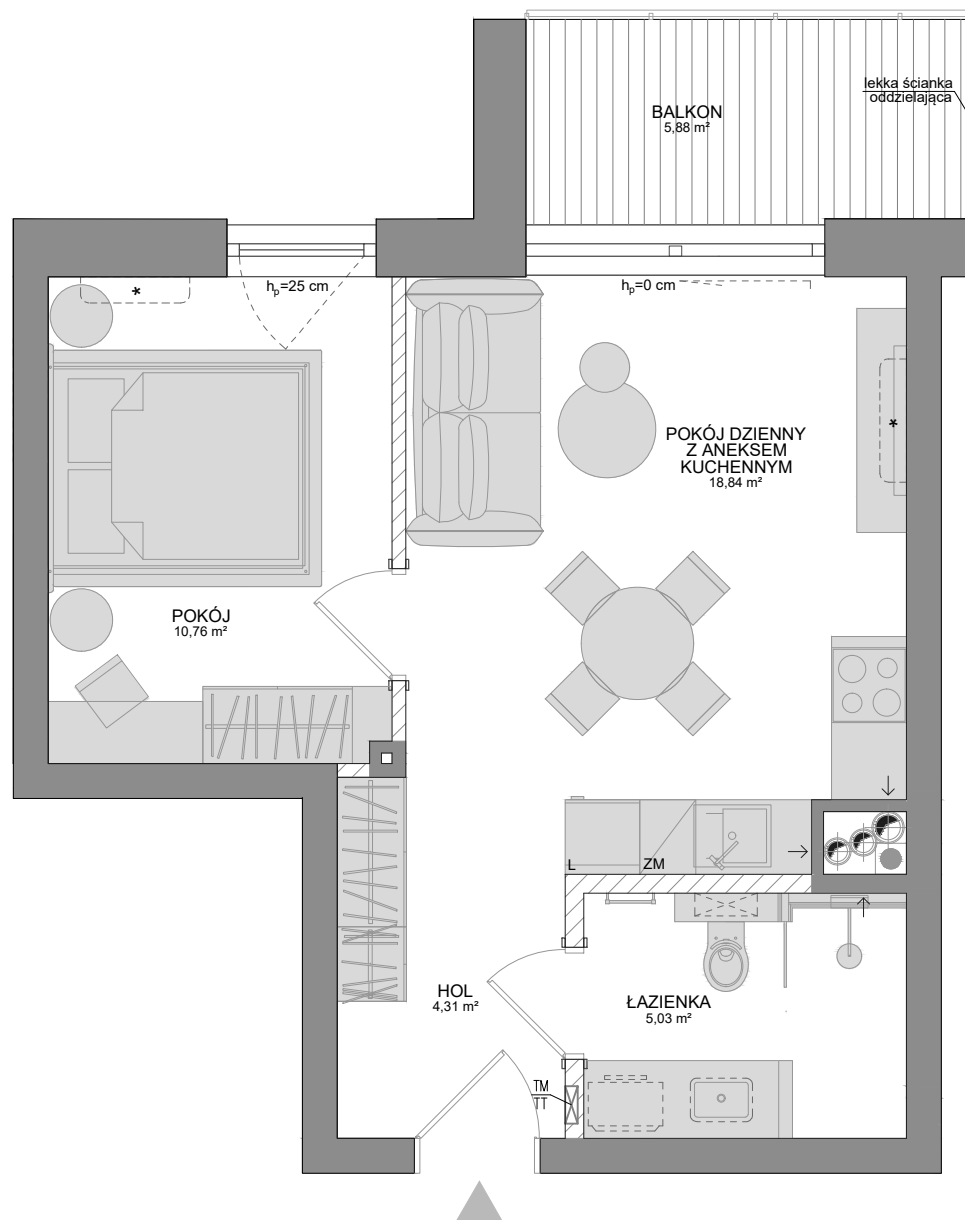 lekka ścianka
oddzielająca
BALKON
5,88 m²
hp=25 cm
hp=0 cm
*
*
POKÓJ DZIENNY
Z ANEKSEM
KUCHENNYM
18,84 m²
POKÓJ
10,76 m²
L
ZM
HOL
4,31 m²
ŁAZIENKA
5,03 m²
TM
TT